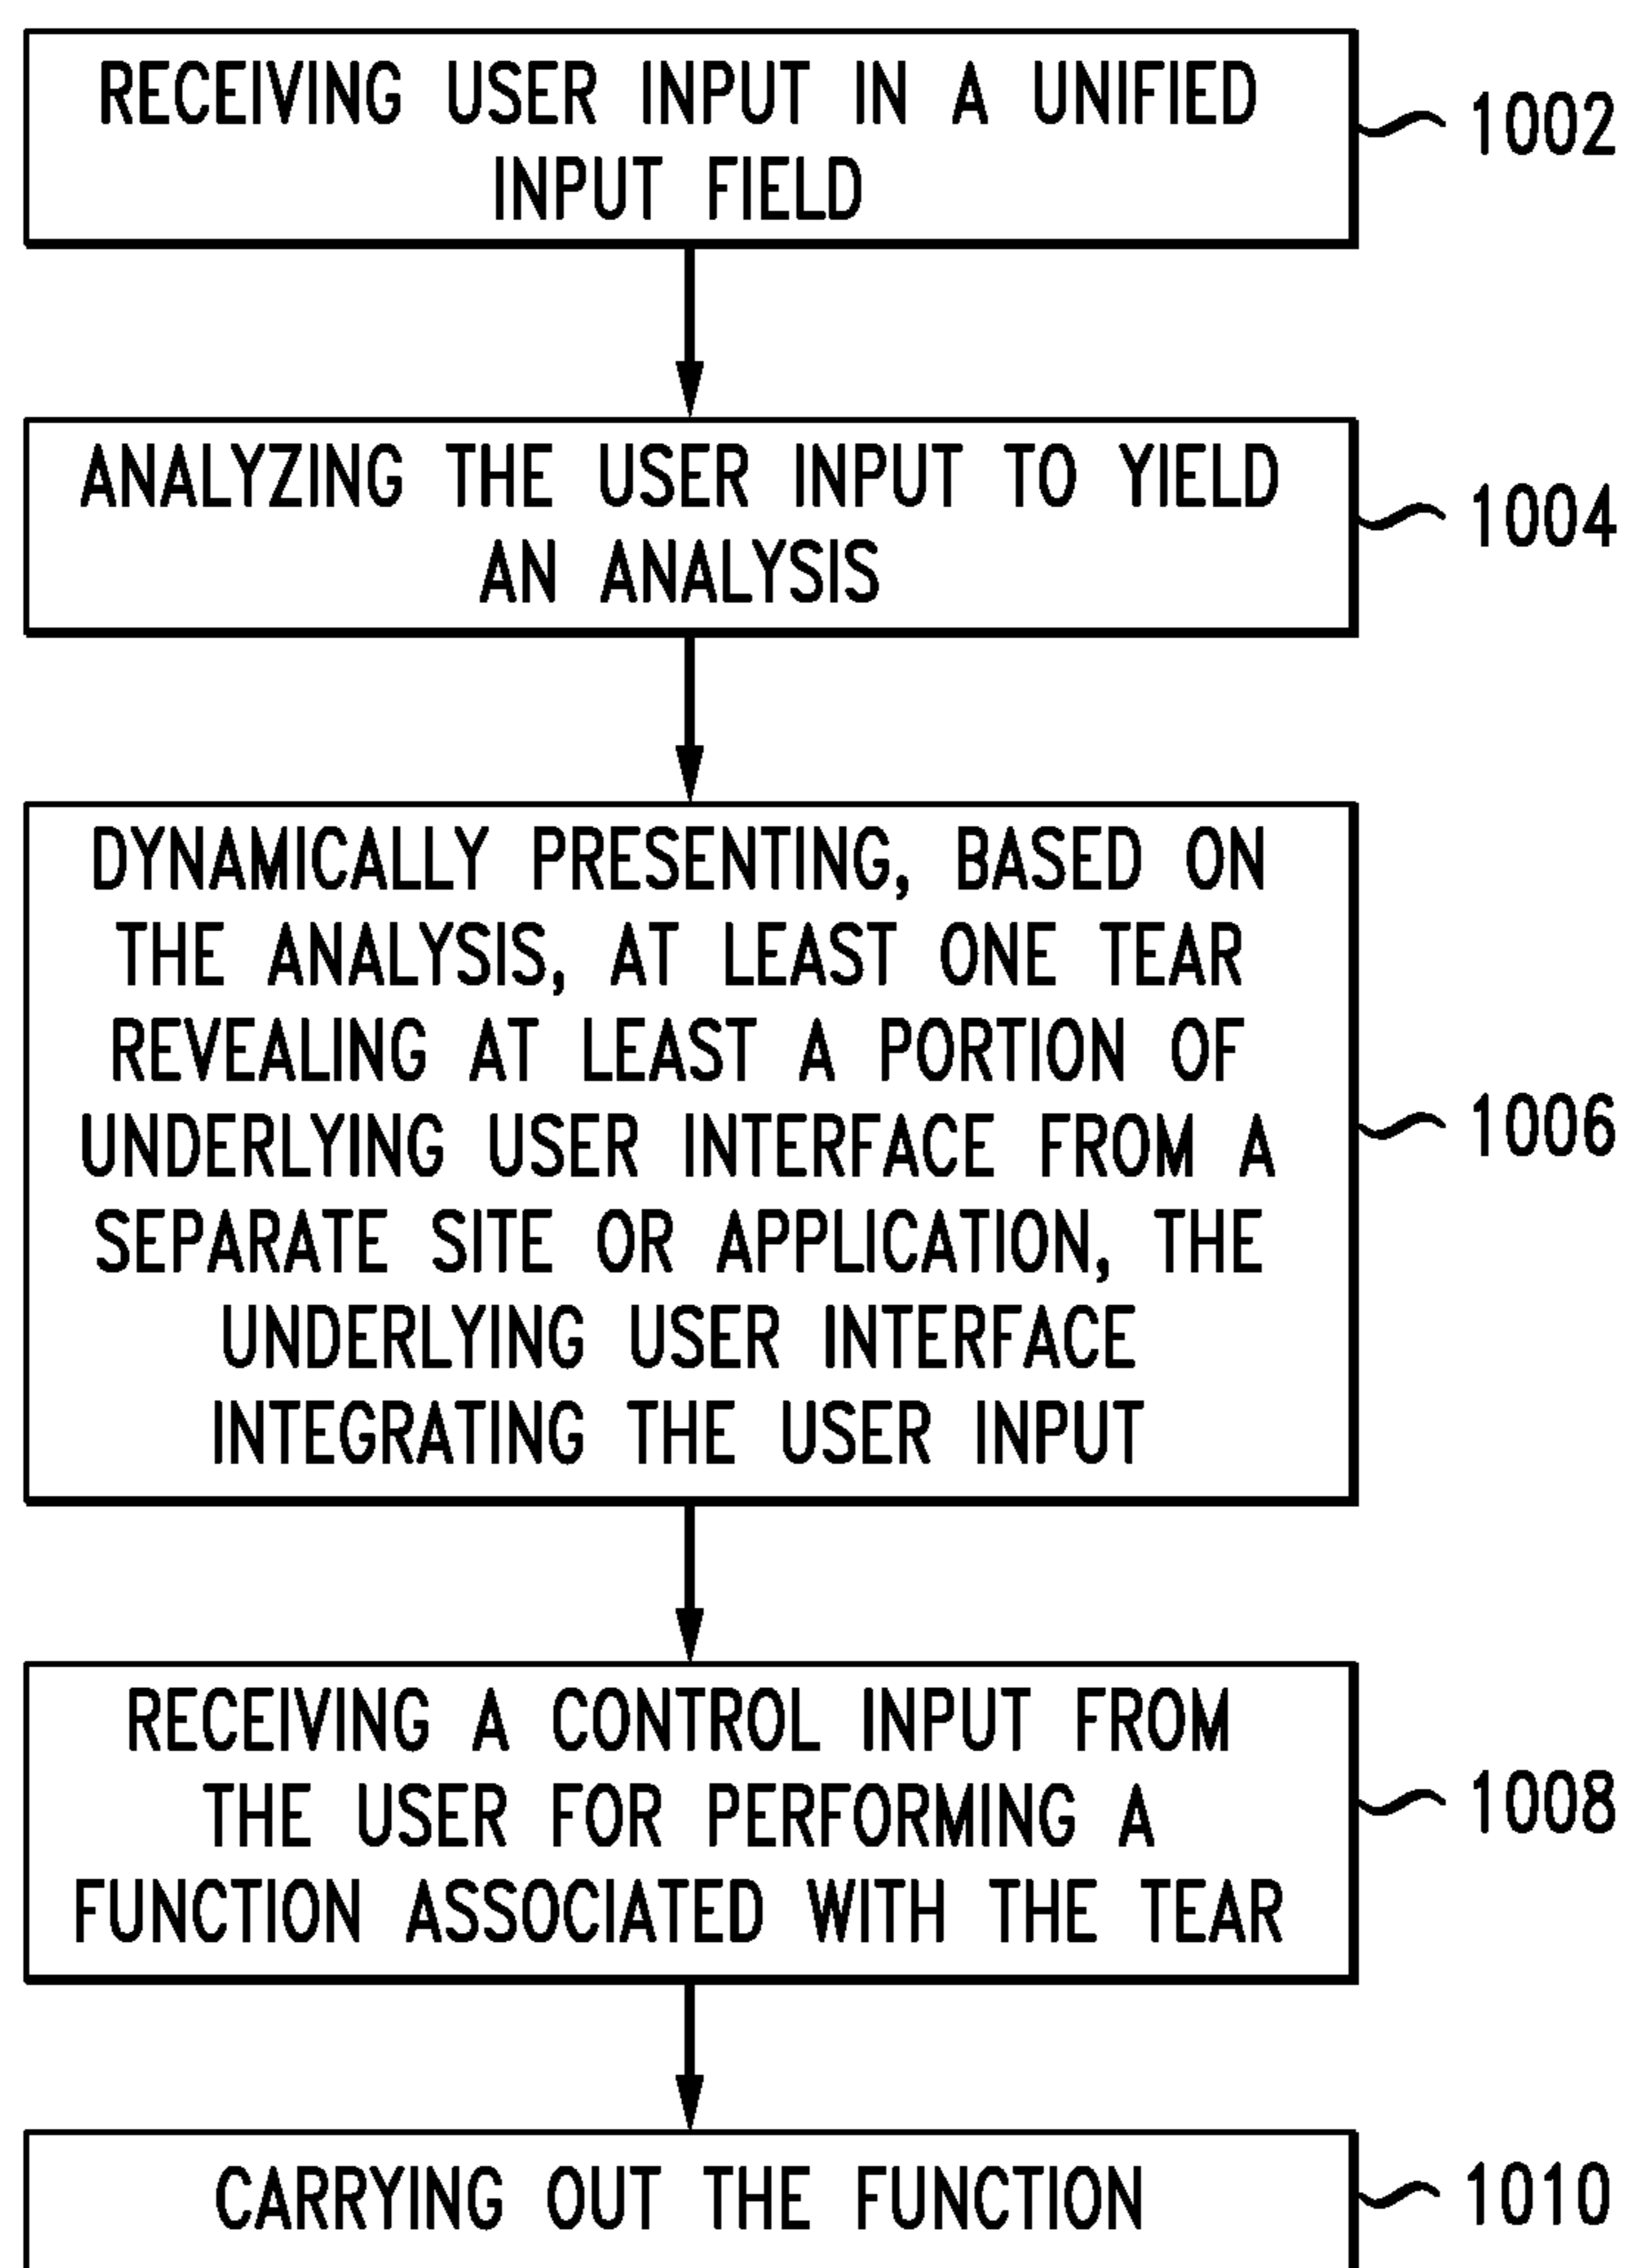 RECEIVING USER INPUT IN A UNIFIED
INPUT FIELD
1002
ANALYZING THE USER INPUT TO YIELD
AN ANALYSIS
1004
DYNAMICALLY PRESENTING, BASED ON
THE ANALYSIS, AT LEAST ONE TEAR
REVEALING AT LEAST A PORTION OF
UNDERLYING USER INTERFACE FROM A
SEPARATE SITE OR APPLICATION, THE
UNDERLYING USER INTERFACE
INTEGRATING THE USER INPUT
1006
RECEIVING A CONTROL INPUT FROM
THE USER FOR PERFORMING A
FUNCTION ASSOCIATED WITH THE TEAR
1008
CARRYING OUT THE FUNCTION
1010